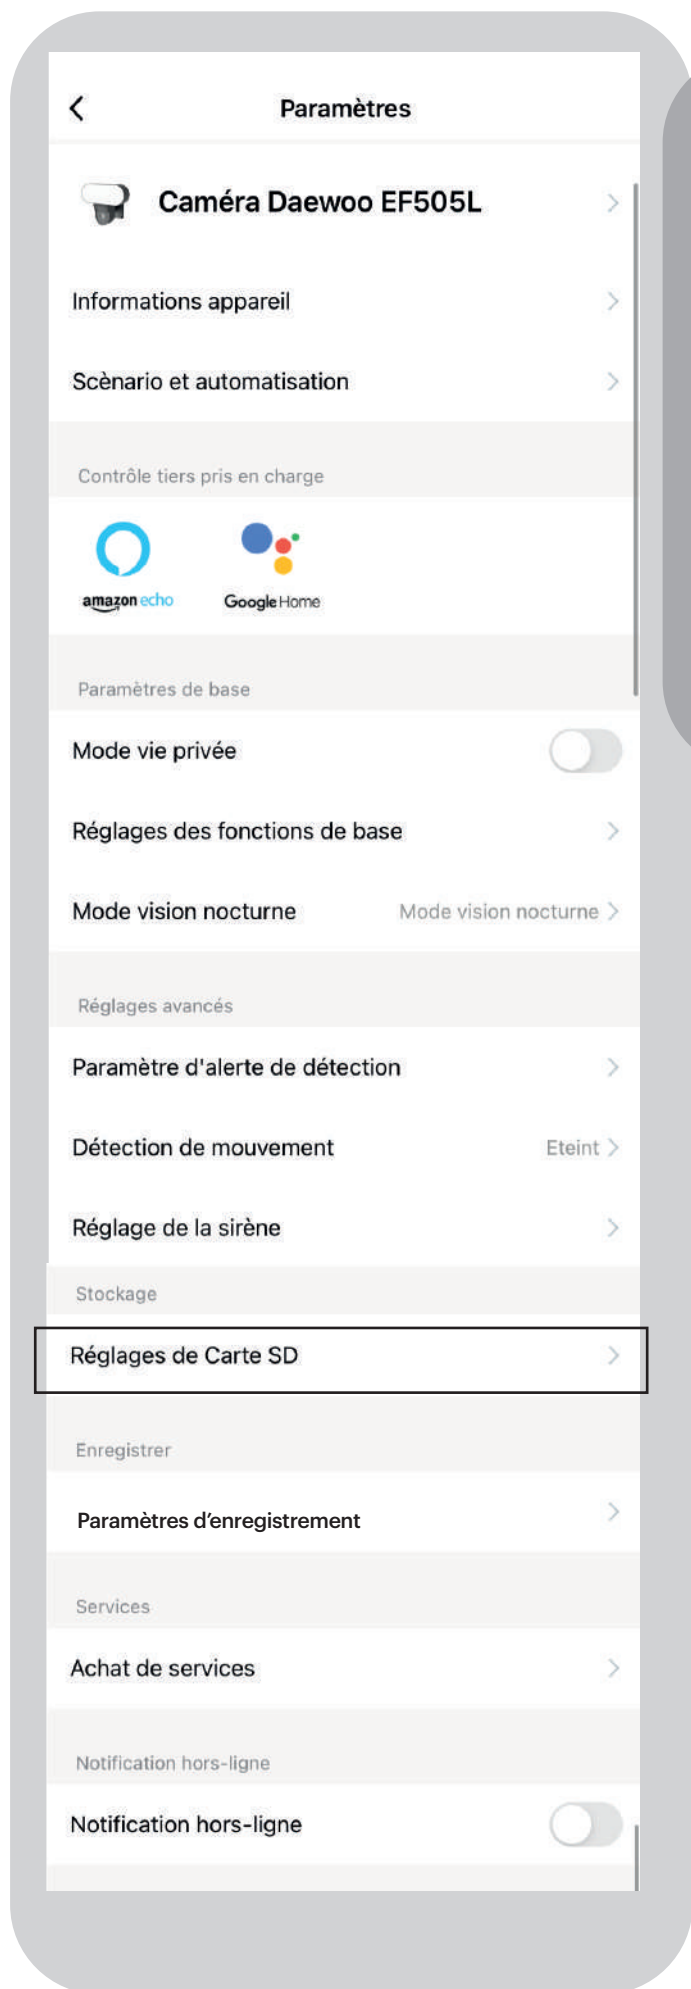 Paramètres
Caméra Daewoo EF505L
Informations appareil
Scènario et automatisation
Contrôle tiers pris en charge
amazon echo Google Home
Paramètres de base
Mode vie privée
Réglages des fonctions de base
Mode vision nocturne Mode vision nocturne
Réglages avancés
Paramètre d'alerte de détection
Détection de mouvement Eteint
Réglage de la sirène
Stockage
Réglages de Carte SD
Enregistrer
Paramètres d’enregistrement
Services
Achat de services
Notification hors-ligne
Notification hors-ligne